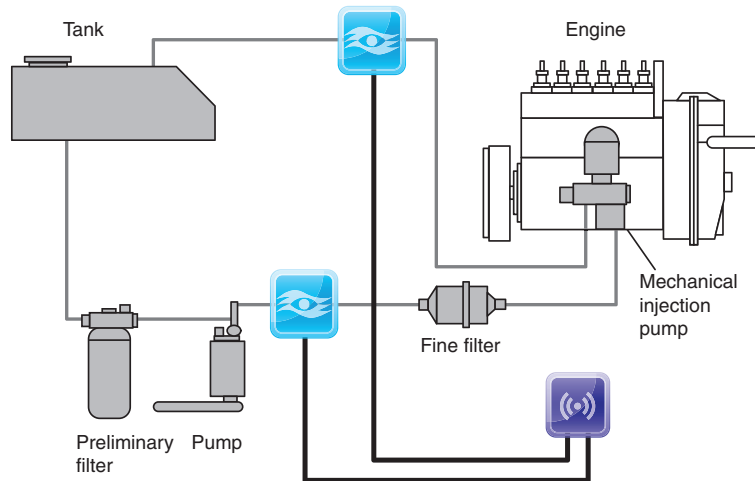 Tank
Engine
Mechanical
injection
pump
Fine filter
Preliminary
filter
Pump